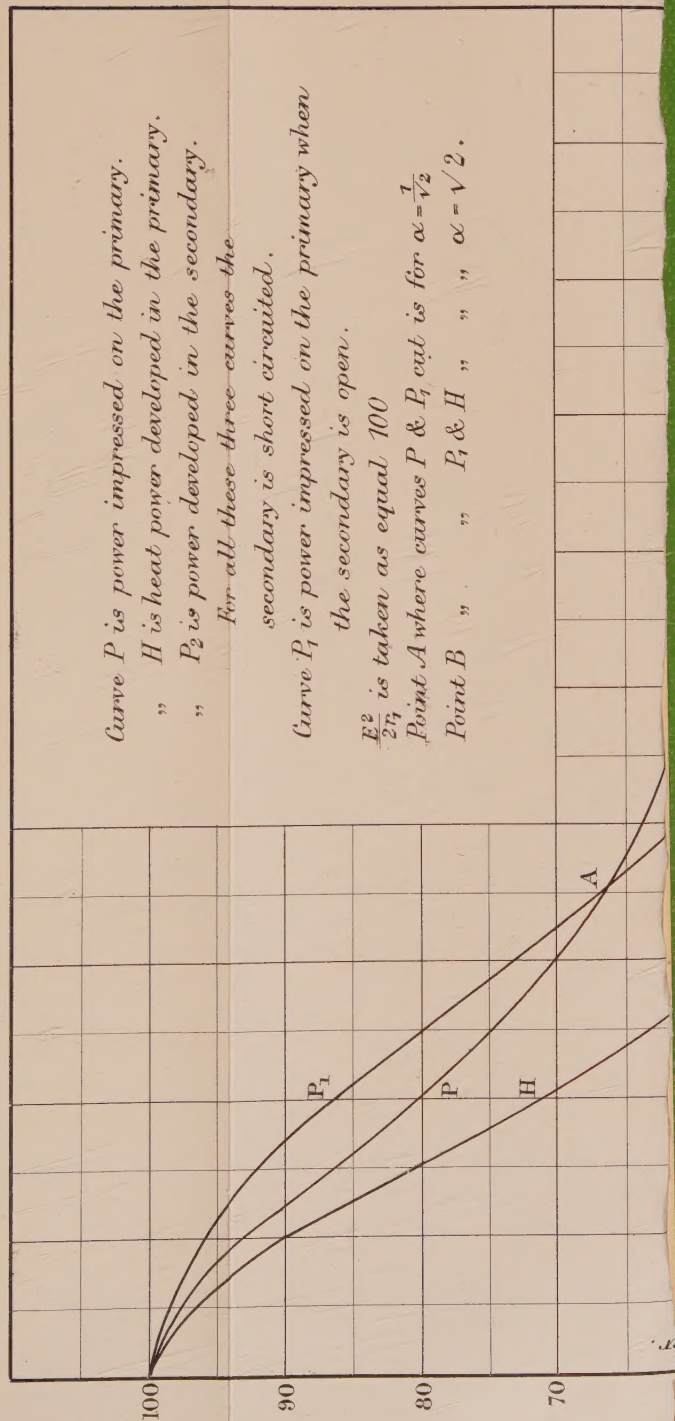 Curve P is power impressed on the primary.
„ H is heat power developed in the primary.
„ P₂ is power developed in the secondary.
For all these three curves the
secondary is short circuited.
Curve P₁ is power impressed on the primary when
the secondary is open.
E²/2r₁ is taken as equal 100
Point A where curves P & P₁ cut is for α = 1/√2
Point B „ „ P₁ & H „ „ „ α = √2.
100
90
80
70
P₁
P
H
A